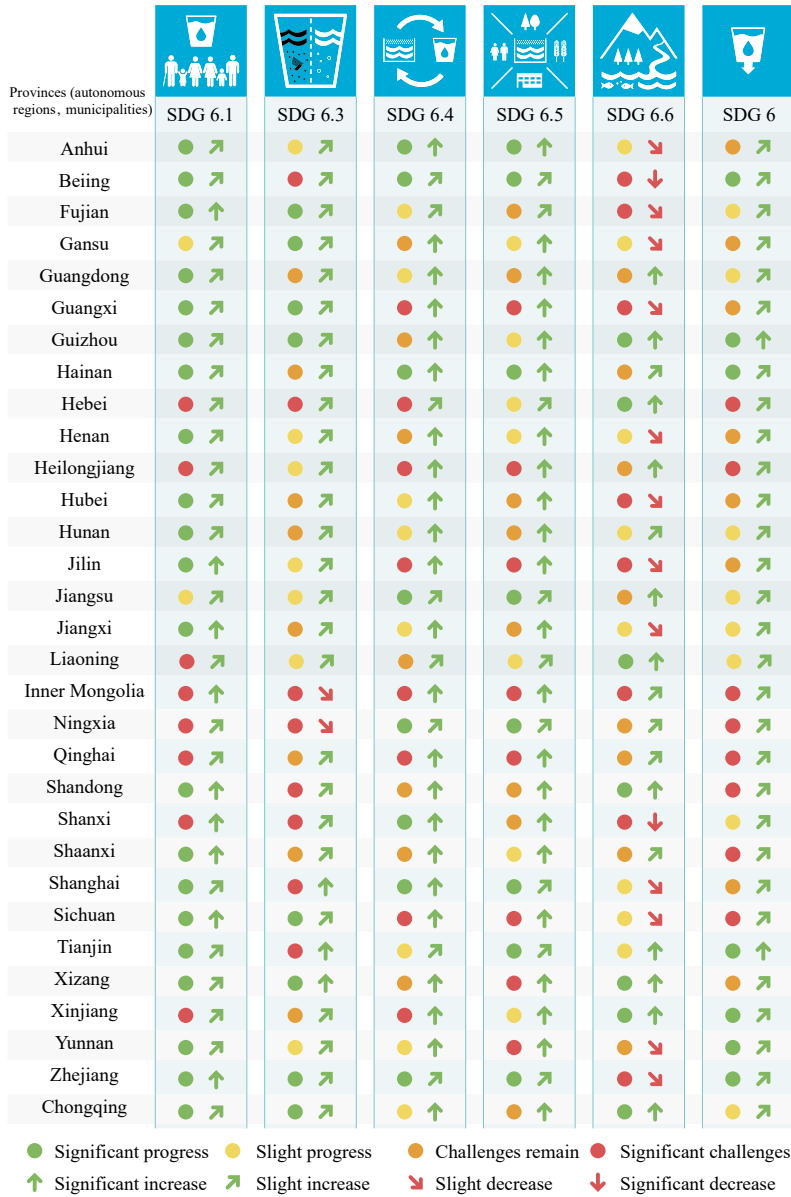 Provinces (autonomous
regions, municipalities)
SDG 6.1 SDG 6.3 SDG 6.4 SDG 6.5 SDG 6.6 SDG 6
Anhui
Beiing
Fujian
Gansu
Guangdong
Guangxi
Guizhou
Hainan
Hebei
Henan
Heilongjiang
Hubei
Hunan
Jilin
Jiangsu
Jiangxi
Liaoning
Inner Mongolia
Ningxia
Qinghai
Shandong
Shanxi
Shaanxi
Shanghai
Sichuan
Tianjin
Xizang
Xinjiang
Yunnan
Zhejiang
Chongqing
Significant progress Slight progress Challenges remain Significant challenges
Significant increase Slight increase Slight decrease Significant decrease